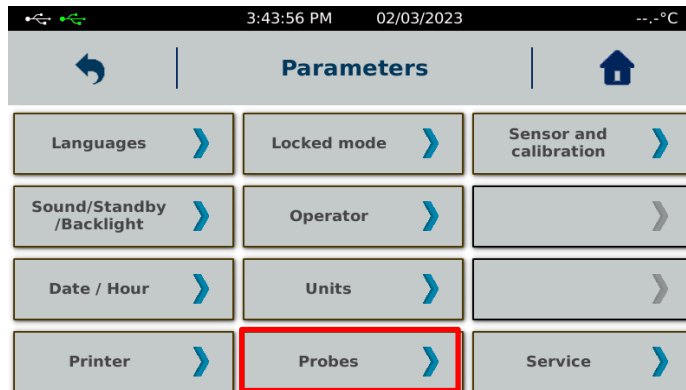 3:43:56 PM 02/03/2023 --.-°C
Parameters
Languages
Locked mode
Sensor and
calibration
Sound/Standby
/Backlight
Operator
Date / Hour
Units
Printer
Probes
Service